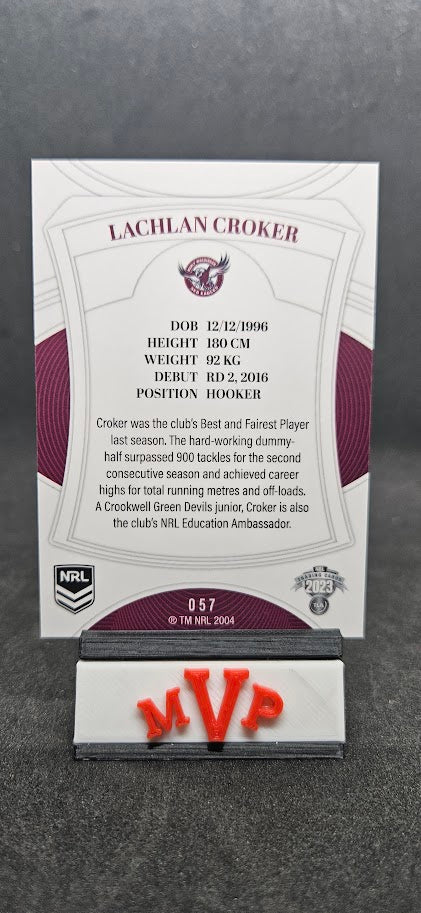 LACHLAN CROKER
DOB 12/12/1996
HEIGHT 180 CM
WEIGHT 92 KG
DEBUT RD 2, 2016
POSITION HOOKER
Croker was the club's Best and Fairest Player
last season. The hard-working dummy-
half surpassed 900 tackles for the second
consecutive season and achieved career
highs for total running metres and off-loads.
A Crookwell Green Devils junior, Croker is also
the club's NRL Education Ambassador.
NRL
TRADING CARDS
2023
TLA
057
® TM NRL 2004
MVP